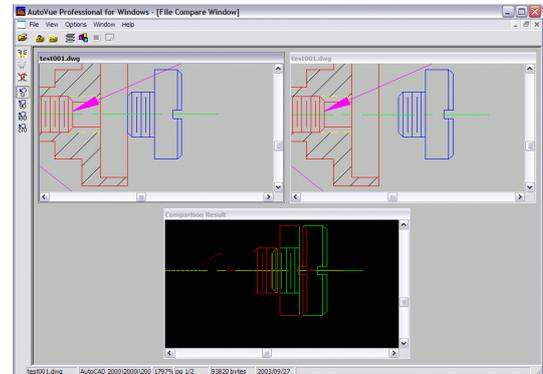 AutoVue Professional for Windows - [File Compare Window]
File View Options Window Help
test001.dwg
test001.dwg
Comparison Result
test001.dwg AutoCAD 2000\2000i\200 1797% pg 1/2 93820 bytes 2003/09/27